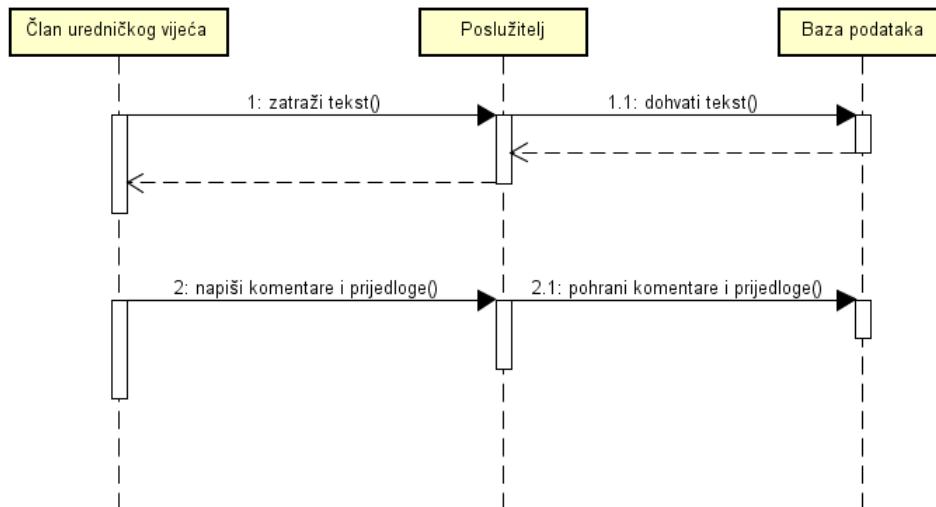 Član uredničkog vijeća
Poslužitelj
Baza podataka
1: zatraži tekst()
1.1: dohvati tekst()
2: napiši komentare i prijedloge()
2.1: pohrani komentare i prijedloge()